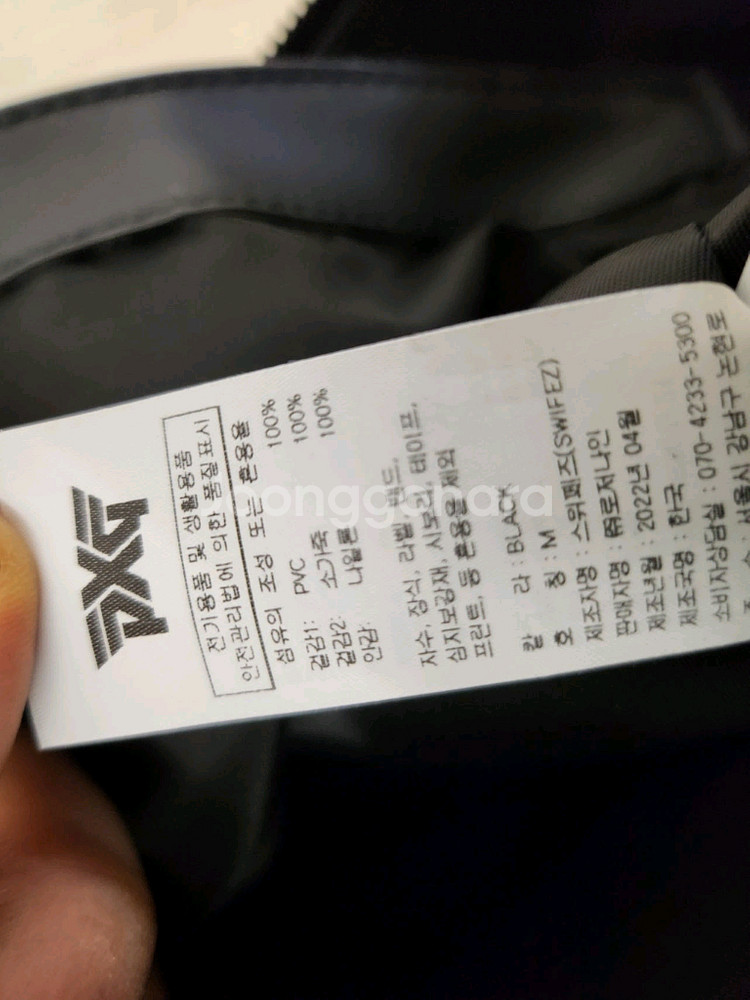 PXG
전기용품 및 생활용품
안전관리법에 의한 품질표시
섬유의 조성 또는 혼용율
겉감1: PVC 100%
겉감2: 소가죽 100%
안감: 나일론 100%
자수, 장식, 라벨, 밴드,
심지보강재, 시보리, 테이프,
프린트, 등 혼용율 제외
칼 라 : BLACK
호 칭 : M
제조자명 : 스위페즈(SWIFEZ)
판매자명 : ㈜로저나인
제조년월 : 2022년 04월
제조국명 : 한국
소비자상담실 : 070-4233-5300
주 소 : 서울시 강남구 논현로
joonggobara